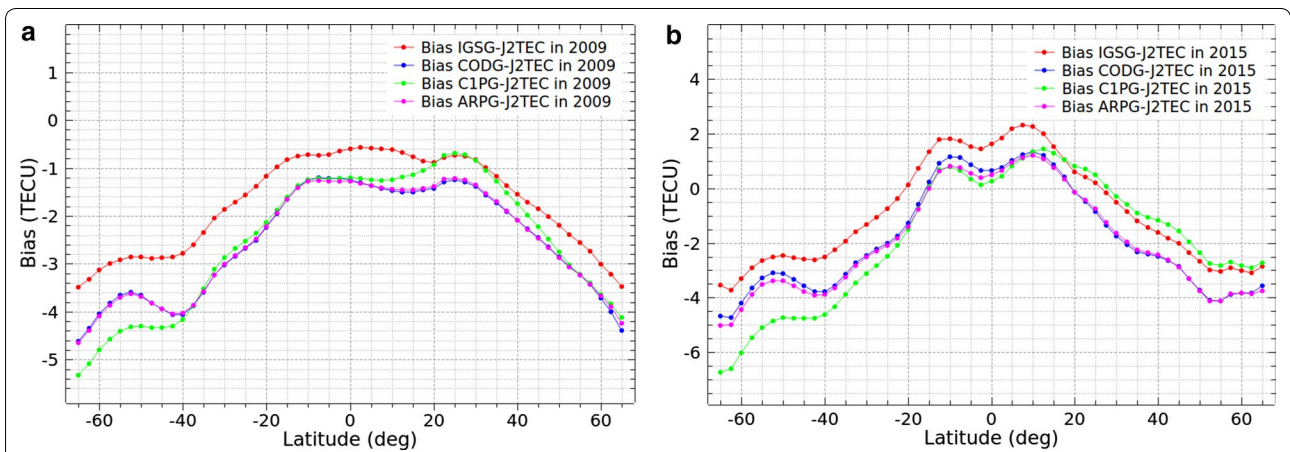 a
Bias IGSG-J2TEC in 2009
Bias CODG-J2TEC in 2009
Bias C1PG-J2TEC in 2009
Bias ARPG-J2TEC in 2009
1
0
-1
-2
-3
-4
-5
Bias (TECU)
-60 -40 -20 0 20 40 60
Latitude (deg)
b
Bias IGSG-J2TEC in 2015
Bias CODG-J2TEC in 2015
Bias C1PG-J2TEC in 2015
Bias ARPG-J2TEC in 2015
4
2
0
-2
-4
-6
Bias (TECU)
-60 -40 -20 0 20 40 60
Latitude (deg)